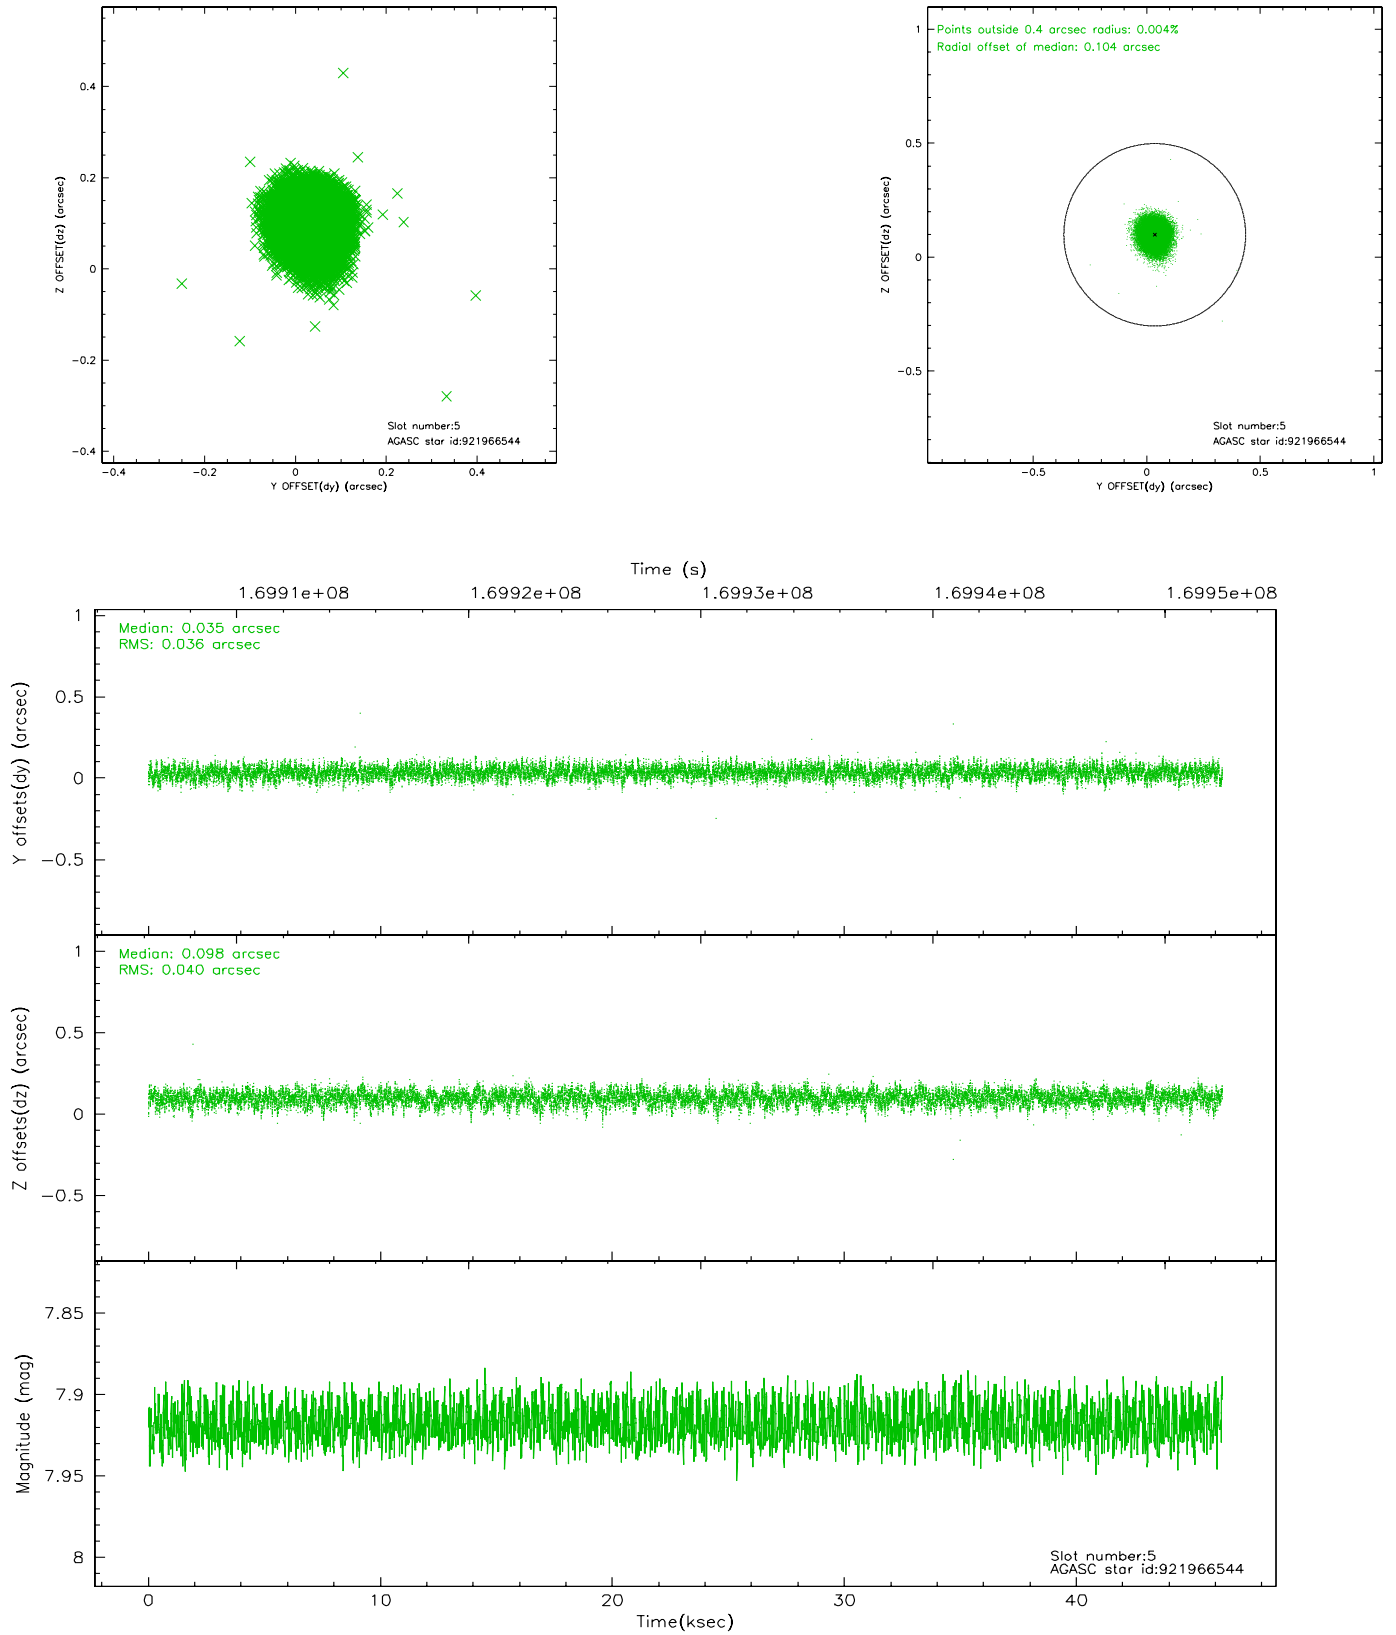 0.4
0.2
0
−0.2
−0.4
Z OFFSET(dz) (arcsec)
−0.4 −0.2 0 0.2 0.4
Y OFFSET(dy) (arcsec)
Slot number:5
AGASC star id:921966544
Points outside 0.4 arcsec radius: 0.004%
Radial offset of median: 0.104 arcsec
1
0.5
0
−0.5
Z OFFSET(dz) (arcsec)
−0.5 0 0.5 1
Y OFFSET(dy) (arcsec)
Slot number:5
AGASC star id:921966544
Time (s)
1.6991e+08 1.6992e+08 1.6993e+08 1.6994e+08 1.6995e+08
Median: 0.035 arcsec
RMS: 0.036 arcsec
1
0.5
0
−0.5
Y offsets(dy) (arcsec)
Median: 0.098 arcsec
RMS: 0.040 arcsec
1
0.5
0
−0.5
Z offsets(dz) (arcsec)
7.85
7.9
7.95
8
Magnitude (mag)
Slot number:5
AGASC star id:921966544
0 10 20 30 40
Time(ksec)